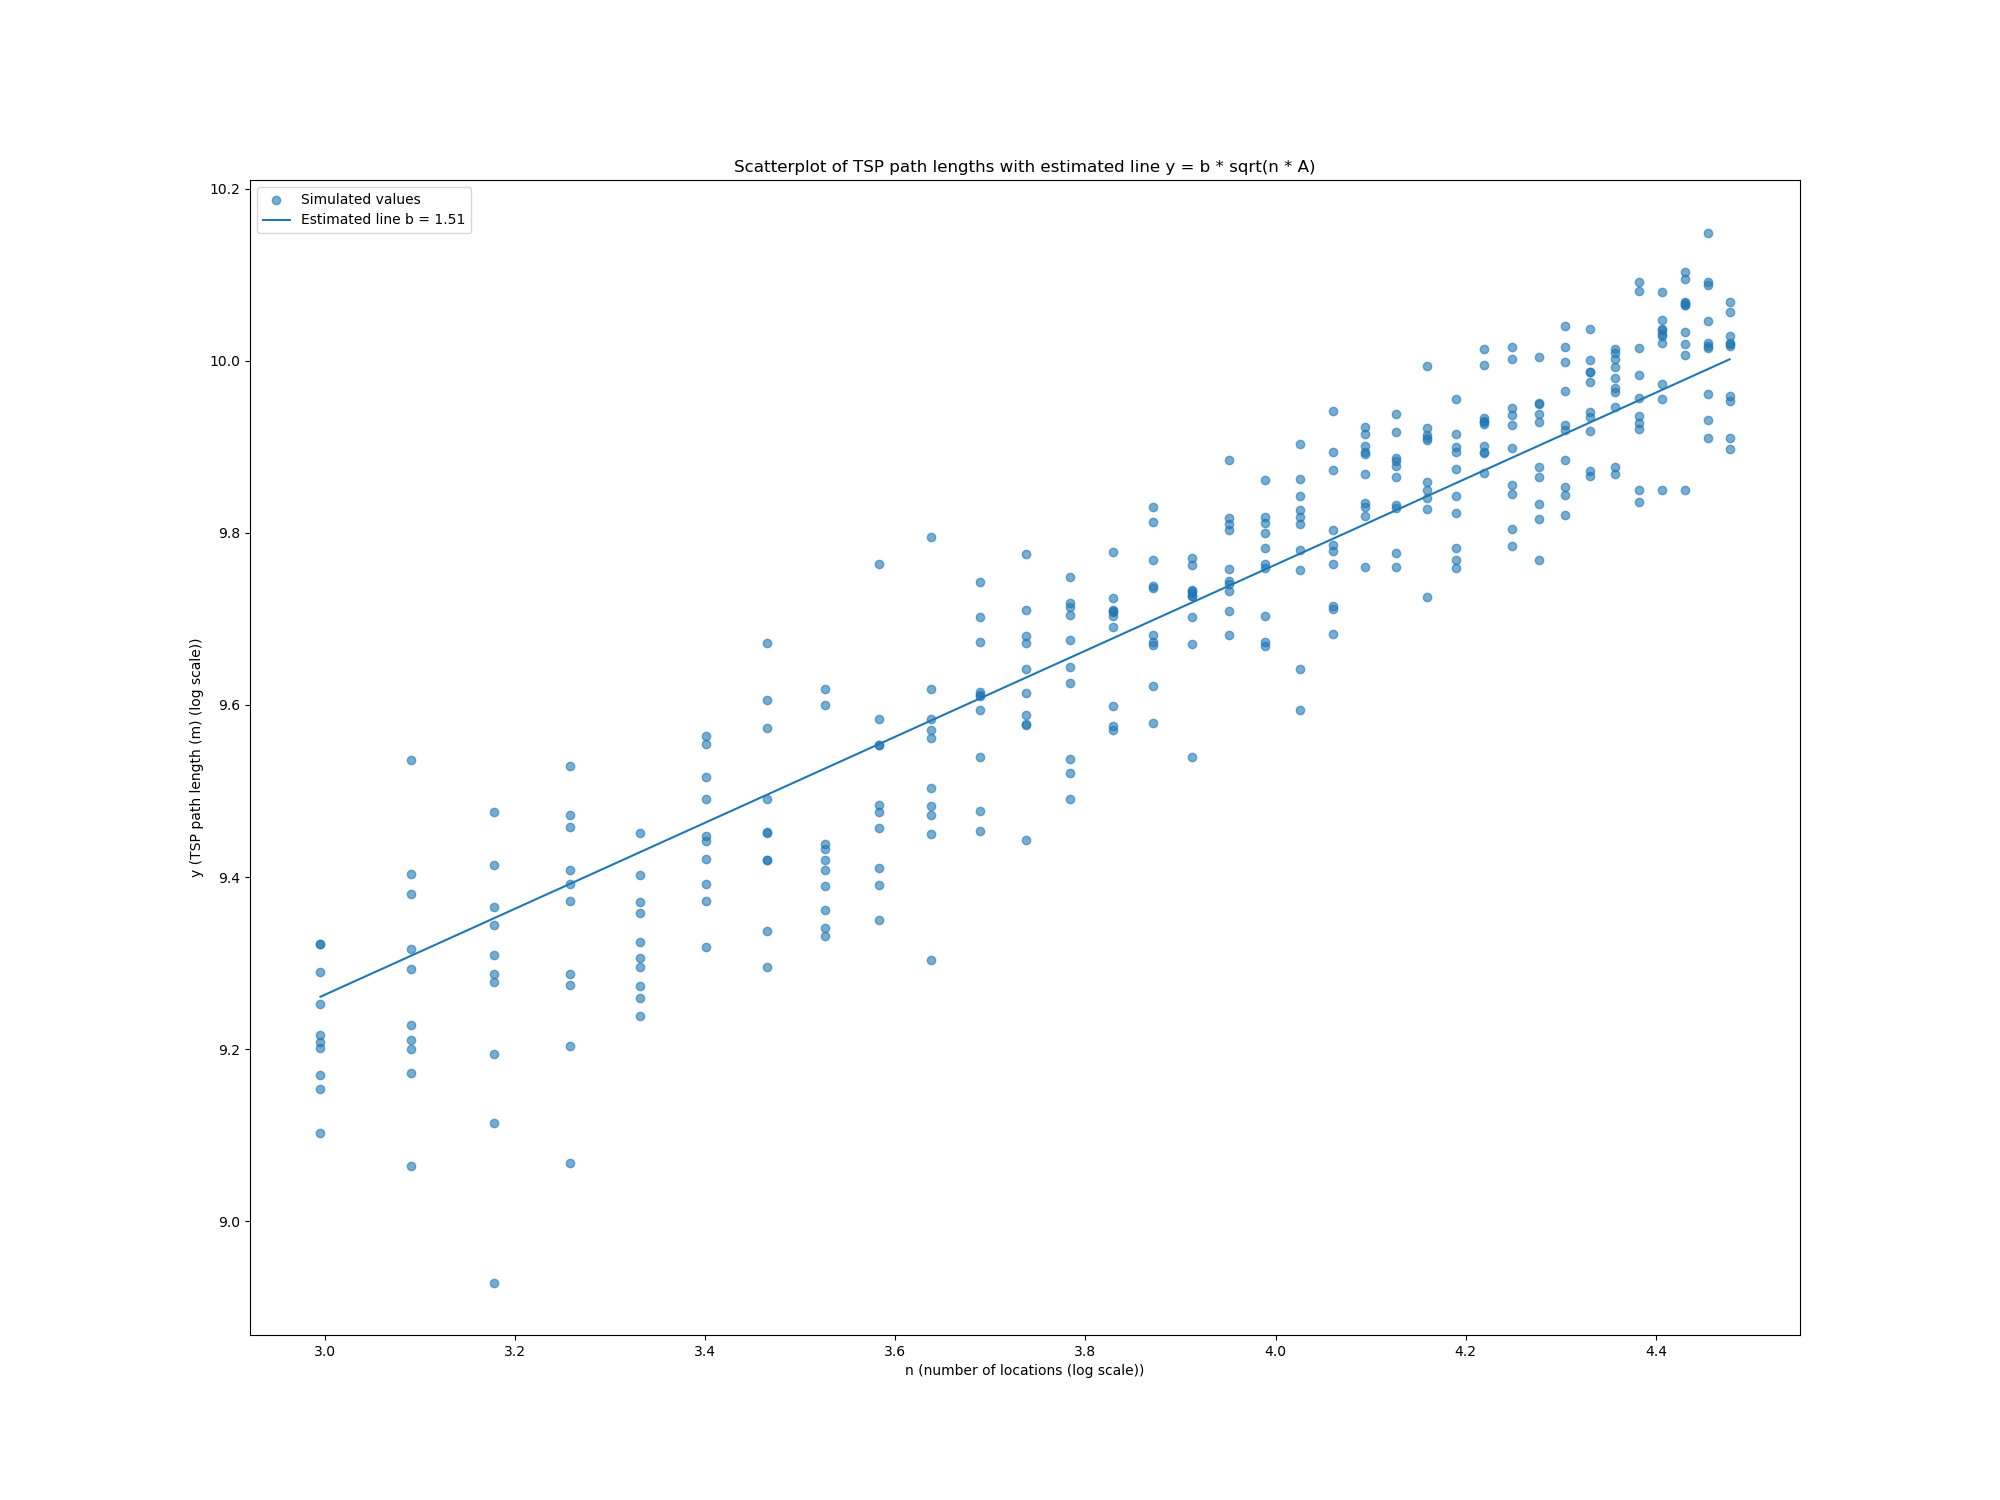 Scatterplot of TSP path lengths with estimated line y = b * sqrt(n * A)
Simulated values
Estimated line b = 1.51
y (TSP path length (m) (log scale))
10.2
10.0
9.8
9.6
9.4
9.2
9.0
3.0 3.2 3.4 3.6 3.8 4.0 4.2 4.4
n (number of locations (log scale))